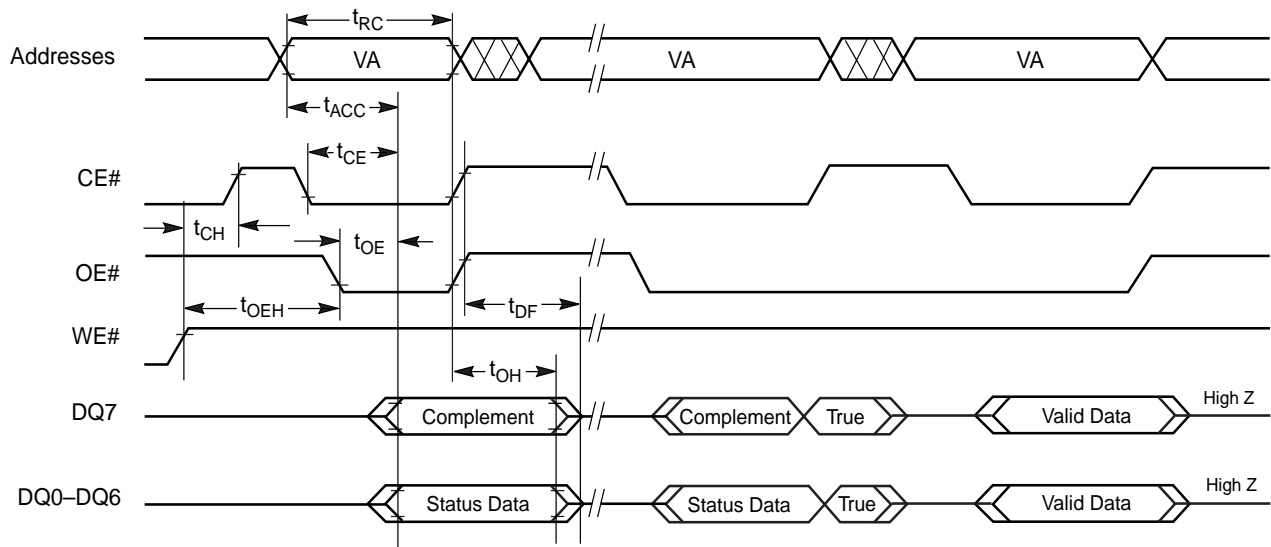 tRC
Addresses VA VA VA
tACC
tCE
CE#
tCH
tOE
OE#
tOEH tDF
WE#
tOH
DQ7 Complement Complement True Valid Data High Z
DQ0–DQ6 Status Data Status Data True Valid Data High Z